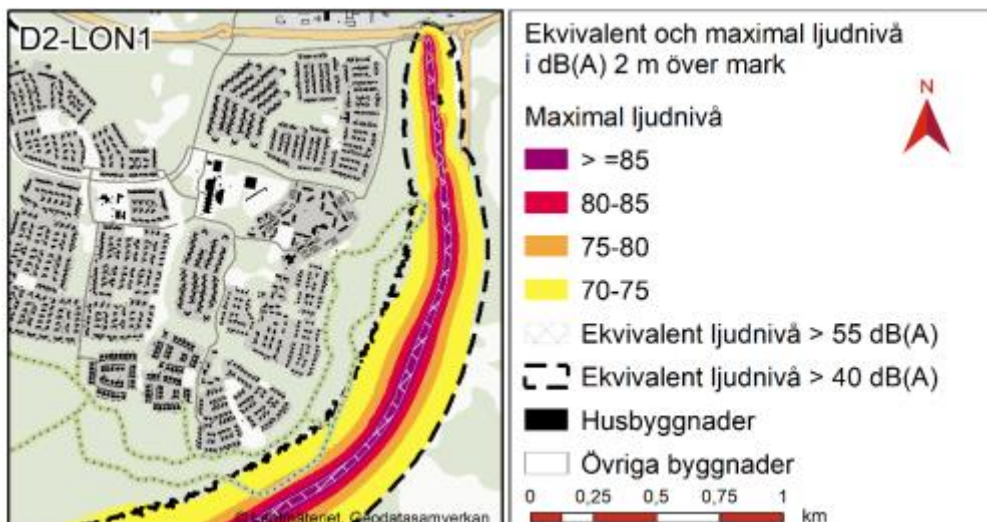 D2-LON1
© Lantmäteriet, Geodatasamverkan
Ekvivalent och maximal ljudnivå
i dB(A) 2 m över mark
N
Maximal ljudnivå
> =85
80-85
75-80
70-75
Ekvivalent ljudnivå > 55 dB(A)
Ekvivalent ljudnivå > 40 dB(A)
Husbyggnader
Övriga byggnader
0 0,25 0,5 0,75 1
km